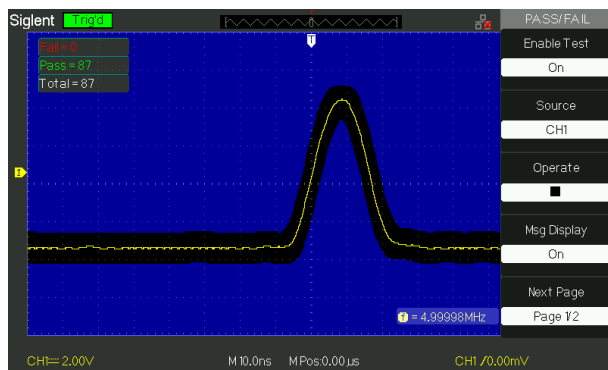 Siglent Trig'd
PASS/FAIL
Fail=0
Pass=87
Total=87
Enable Test
On
Source
CH1
Operate
■
Msg Display
On
Next Page
Page 1/2
f = 4.99998MHz
CH1 2.00V M 10.0ns M Pos:0.00µs CH1 / 0.00mV